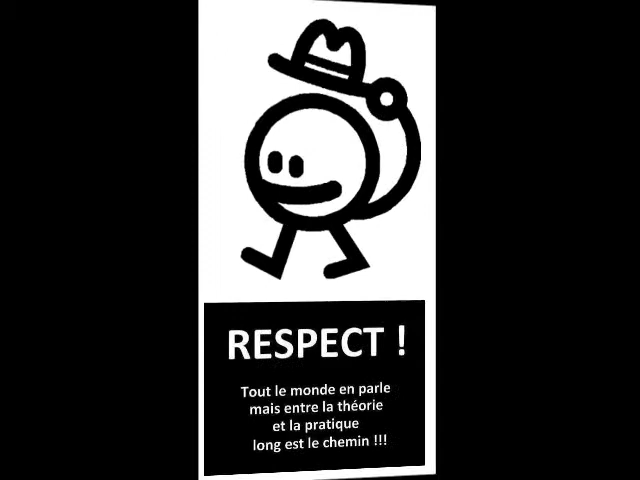 RESPECT !
Tout le monde en parle
mais entre la théorie
et la pratique
long est le chemin !!!